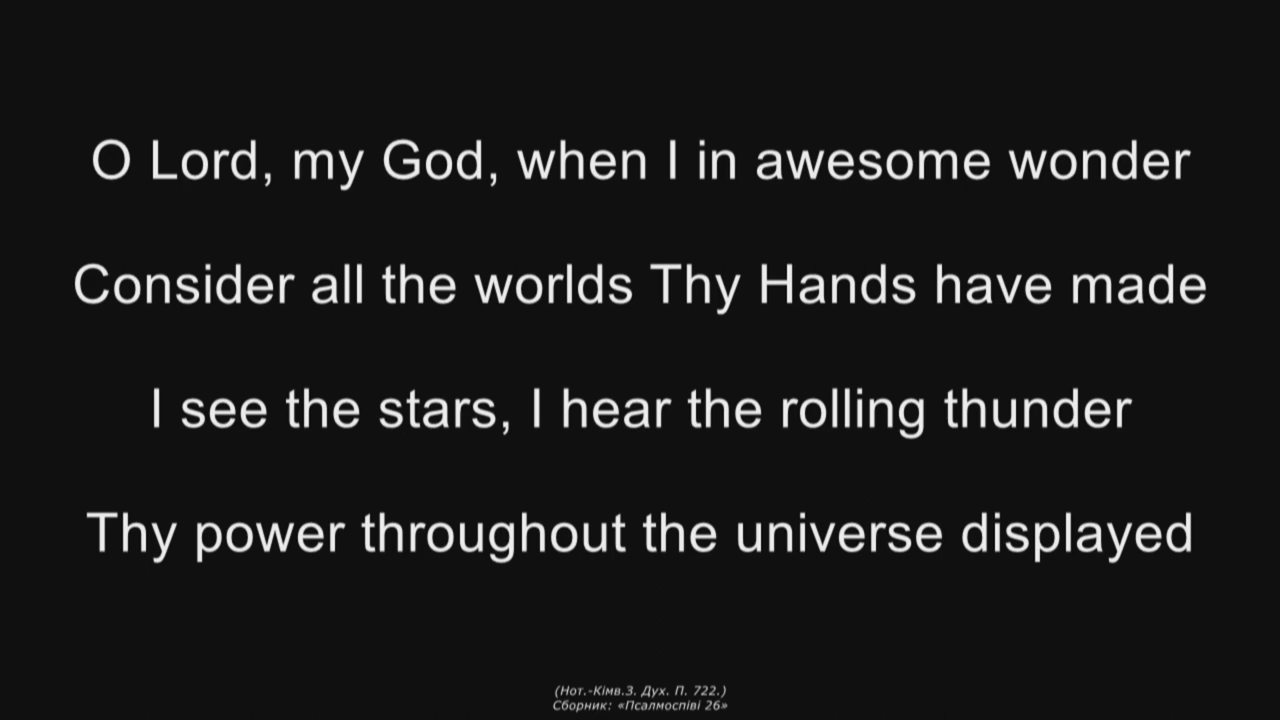 O Lord, my God, when I in awesome wonder
Consider all the worlds Thy Hands have made
I see the stars, I hear the rolling thunder
Thy power throughout the universe displayed
(Нот.-Кімв.3. Дух. П. 722.)
Сборник: «Псалмоспіві 26»